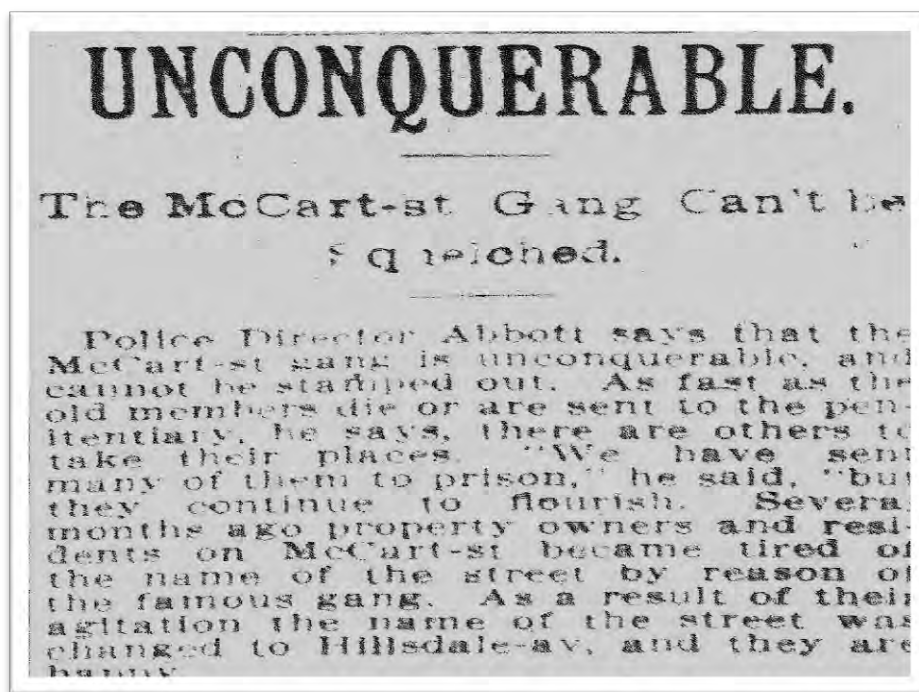 UNCONQUERABLE.
The McCart-st Gang Can't be
Squelched.
Police Director Abbott says that the
McCart-st gang is unconquerable, and
cannot be stamped out. As fast as the
old members die or are sent to the pen-
itentiary, he says, there are others to
take their places. "We have sent
many of them to prison," he said, "but
they continue to flourish. Several
months ago property owners and resi-
dents on McCart-st became tired of
the name of the street by reason of
the famous gang. As a result of their
agitation the name of the street was
changed to Hillsdale-av, and they are
happy